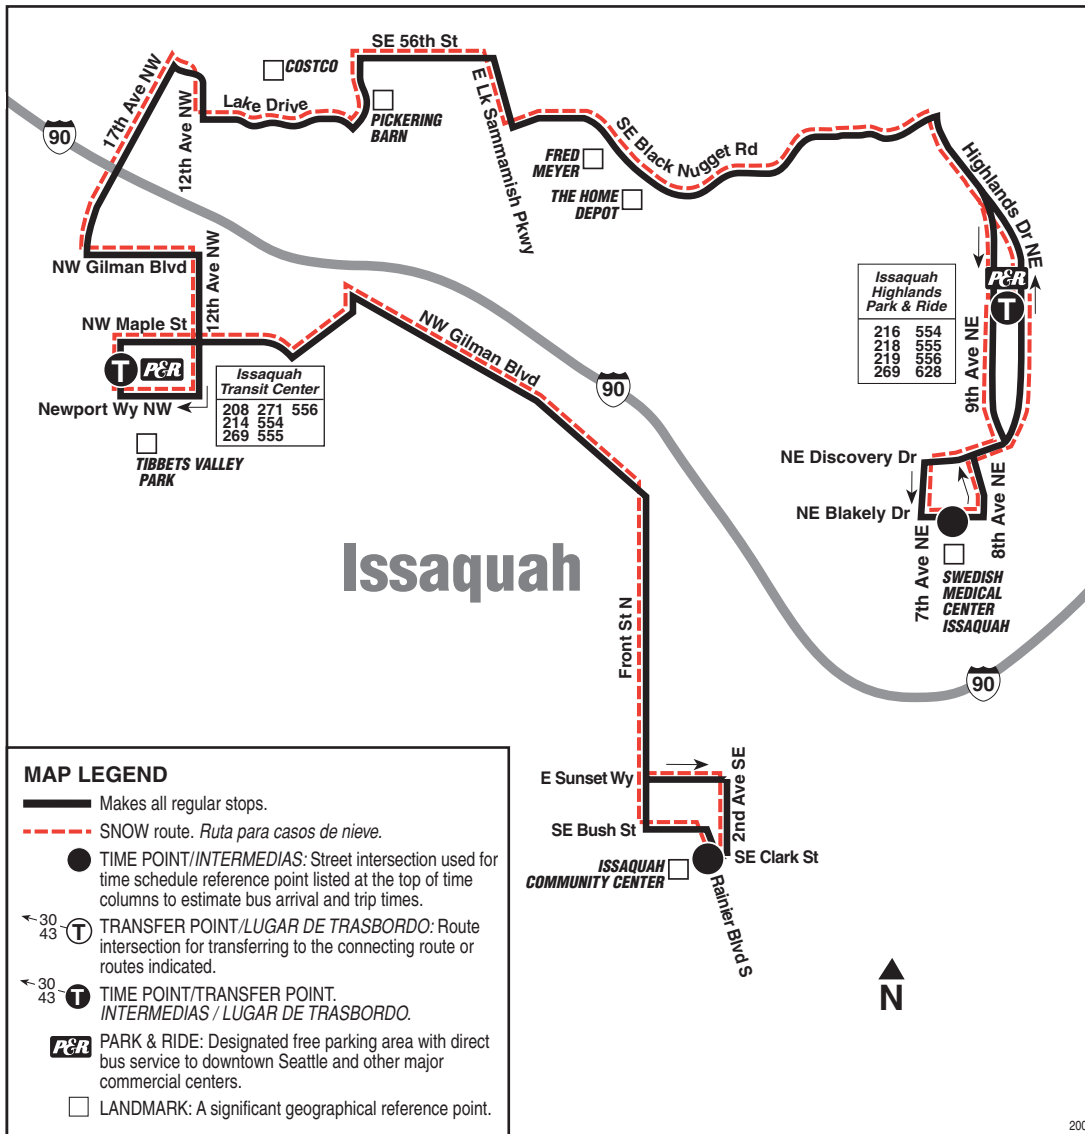 SE 56th St
COSTCO
17th Ave NW
12th Ave NW
Lake Drive
PICKERING
BARN
E Lk Sammamish Pkwy
90
FRED
MEYER
SE Black Nugget Rd
THE HOME
DEPOT
Highlands Dr NE
NW Gilman Blvd
12th Ave NW
P&R
T
Issaquah
Highlands
Park & Ride
216 554
218 555
219 556
269 628
9th Ave NE
NW Maple St
T
P&R
NW Gilman Blvd
90
Issaquah
Transit Center
208 271 556
214 554
269 555
Newport Wy NW
TIBBETS VALLEY
PARK
NE Discovery Dr
NE Blakely Dr
7th Ave NE
8th Ave NE
SWEDISH
MEDICAL
CENTER
ISSAQUAH
Issaquah
Front St N
90
E Sunset Wy
2nd Ave SE
SE Bush St
SE Clark St
ISSAQUAH
COMMUNITY CENTER
Rainier Blvd S
N
MAP LEGEND
Makes all regular stops.
SNOW route. Ruta para casos de nieve.
TIME POINT/INTERMEDIAS: Street intersection used for
time schedule reference point listed at the top of time
columns to estimate bus arrival and trip times.
30
43
T
TRANSFER POINT/LUGAR DE TRASBORDO: Route
intersection for transferring to the connecting route or
routes indicated.
30
43
T
TIME POINT/TRANSFER POINT.
INTERMEDIAS / LUGAR DE TRASBORDO.
P&R
PARK & RIDE: Designated free parking area with direct
bus service to downtown Seattle and other major
commercial centers.
LANDMARK: A significant geographical reference point.
200